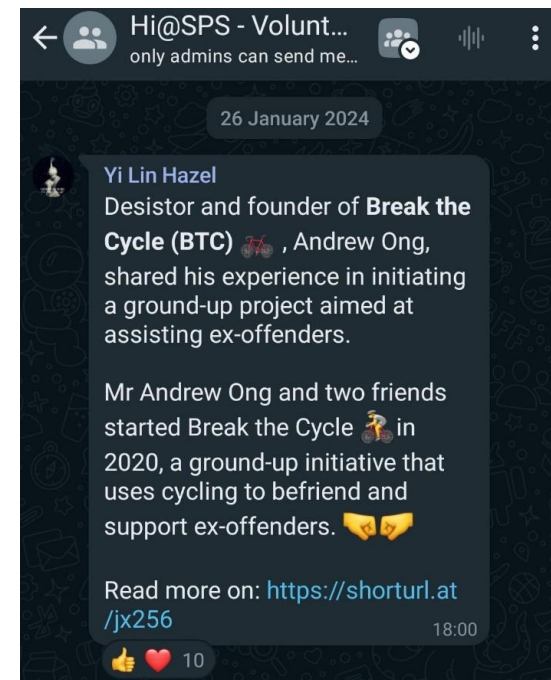 Hi@SPS - Volunt...
only admins can send me...
26 January 2024
Yi Lin Hazel
Desistor and founder of Break the
Cycle (BTC) 🚲 , Andrew Ong,
shared his experience in initiating
a ground-up project aimed at
assisting ex-offenders.
Mr Andrew Ong and two friends
started Break the Cycle 🚴 in
2020, a ground-up initiative that
uses cycling to befriend and
support ex-offenders. 🤜🤛
Read more on: https://shorturl.at
/jx256
18:00
👍❤️ 10